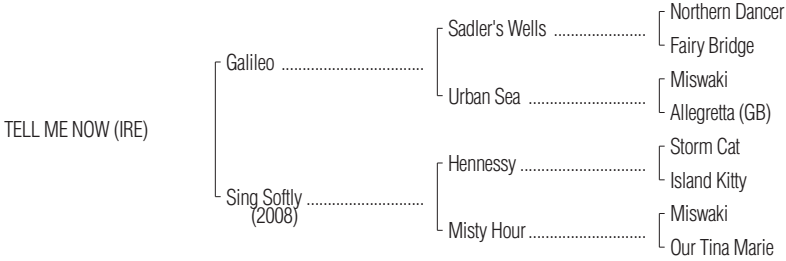 Northern Dancer
Sadler's Wells ......................
Fairy Bridge
Galileo ..................................
Miswaki
Urban Sea ............................
Allegretta (GB)
TELL ME NOW (IRE)
Storm Cat
Hennessy ..............................
Island Kitty
Sing Softly ............................
(2008)
Miswaki
Misty Hour............................
Our Tina Marie